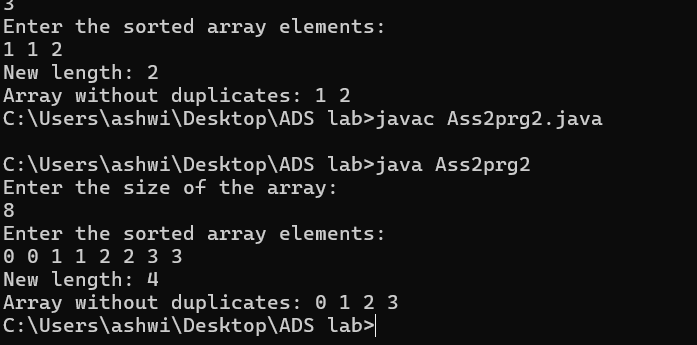 3
Enter the sorted array elements:
1 1 2
New length: 2
Array without duplicates: 1 2
C:\Users\ashwi\Desktop\ADS lab>javac Ass2prg2.java
C:\Users\ashwi\Desktop\ADS lab>java Ass2prg2
Enter the size of the array:
8
Enter the sorted array elements:
0 0 1 1 2 2 3 3
New length: 4
Array without duplicates: 0 1 2 3
C:\Users\ashwi\Desktop\ADS lab>